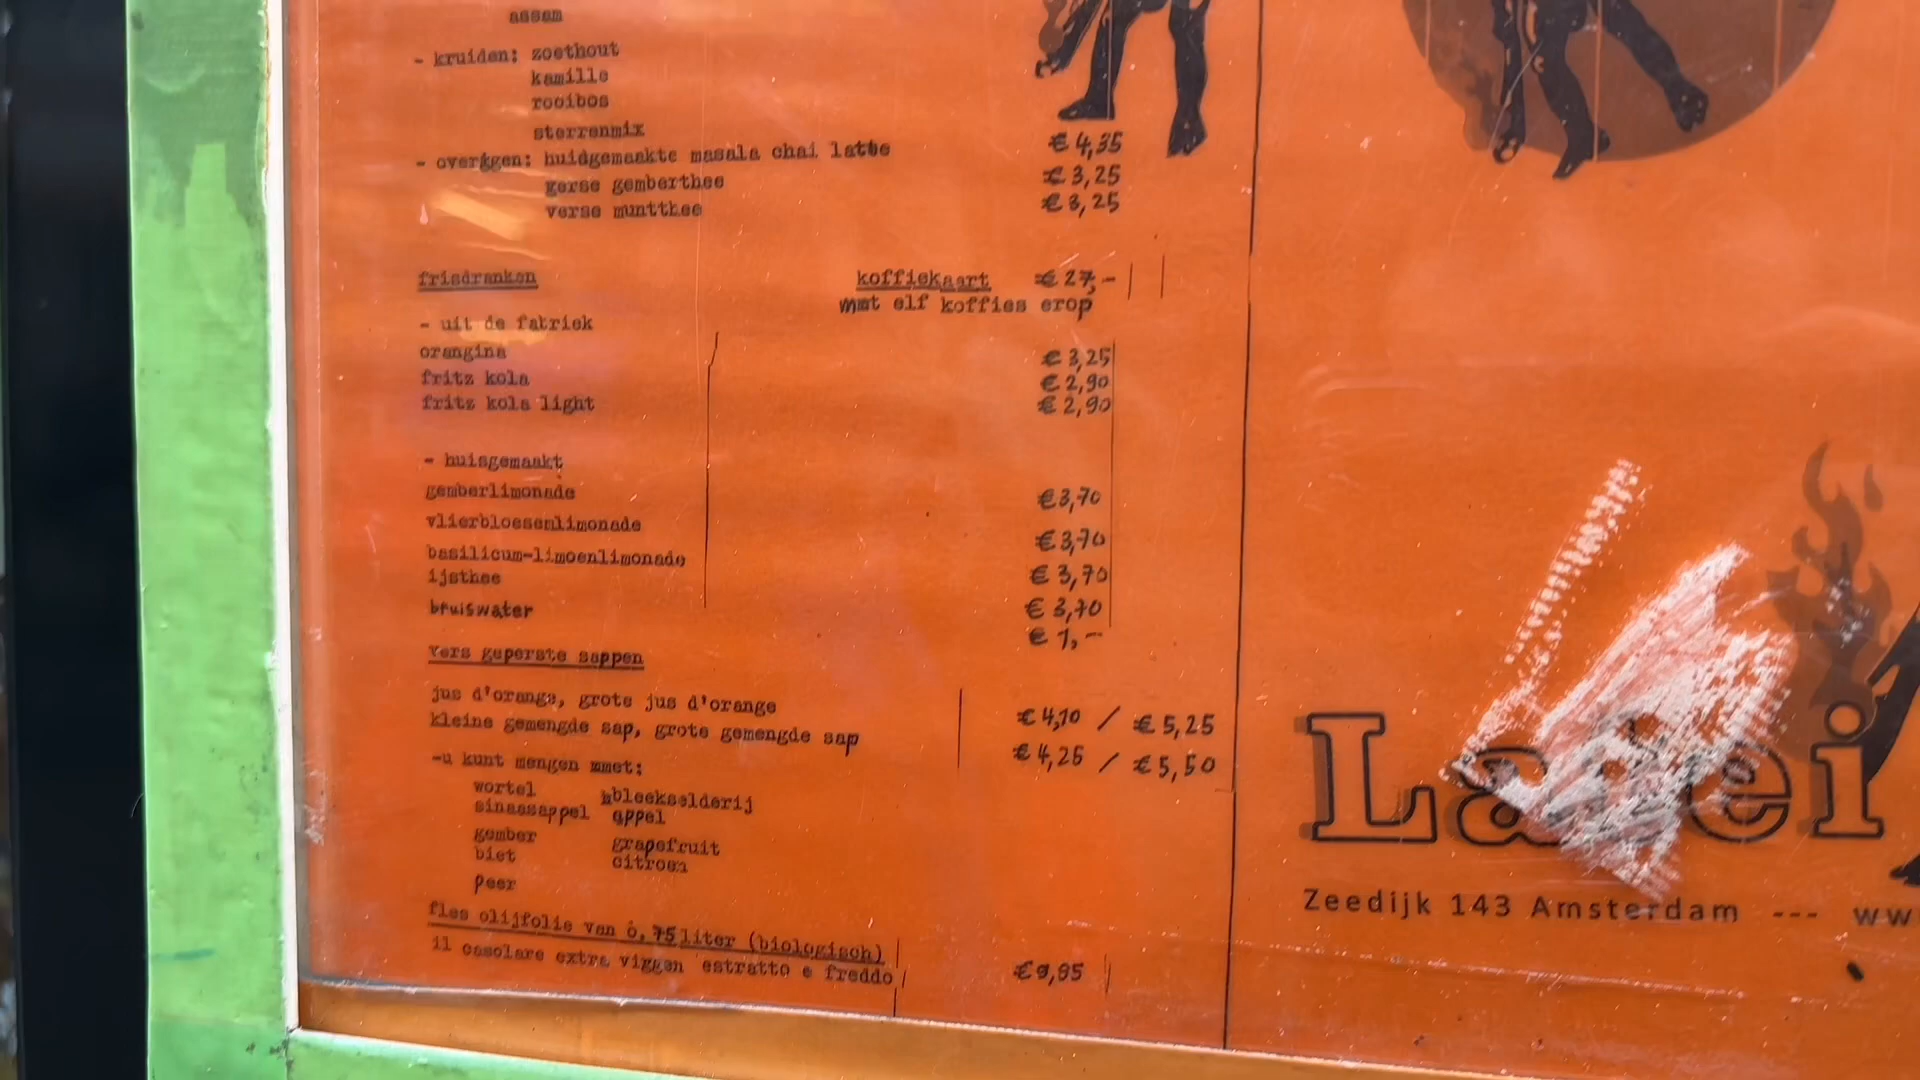 assam
- kruiden: zoethout
kamille
rooibos
sterrenmix
- overggen: huidgemaakte masala chai latte € 4,35
gerse gemberthee € 3,25
verse muntthee € 3,25
frisdranken
koffiekaart € 27,-
mmt elf koffies erop
- uit de fabriek
orangina € 3,25
fritz kola € 2,90
fritz kola light € 2,90
- huisgemaakt
gemberlimonade € 3,70
vlierbloesemlimonade € 3,70
basilicum-limoenlimonade € 3,70
ijsthee € 3,70
bruiswater € 1,-
Vers geperste sappen
jus d'orange, grote jus d'orange € 4,10 / € 5,25
kleine gemengde sap, grote gemengde sap € 4,25 / € 5,50
-u kunt mengen mmet;
wortel bleekselderij
sinaasappel appel
gember grapefruit
biet citroen
peer
fles olijfolie van 0,75 liter (biologisch)
il casolare extra viggen estratto e freddo € 9,95
Latei
Zeedijk 143 Amsterdam --- ww